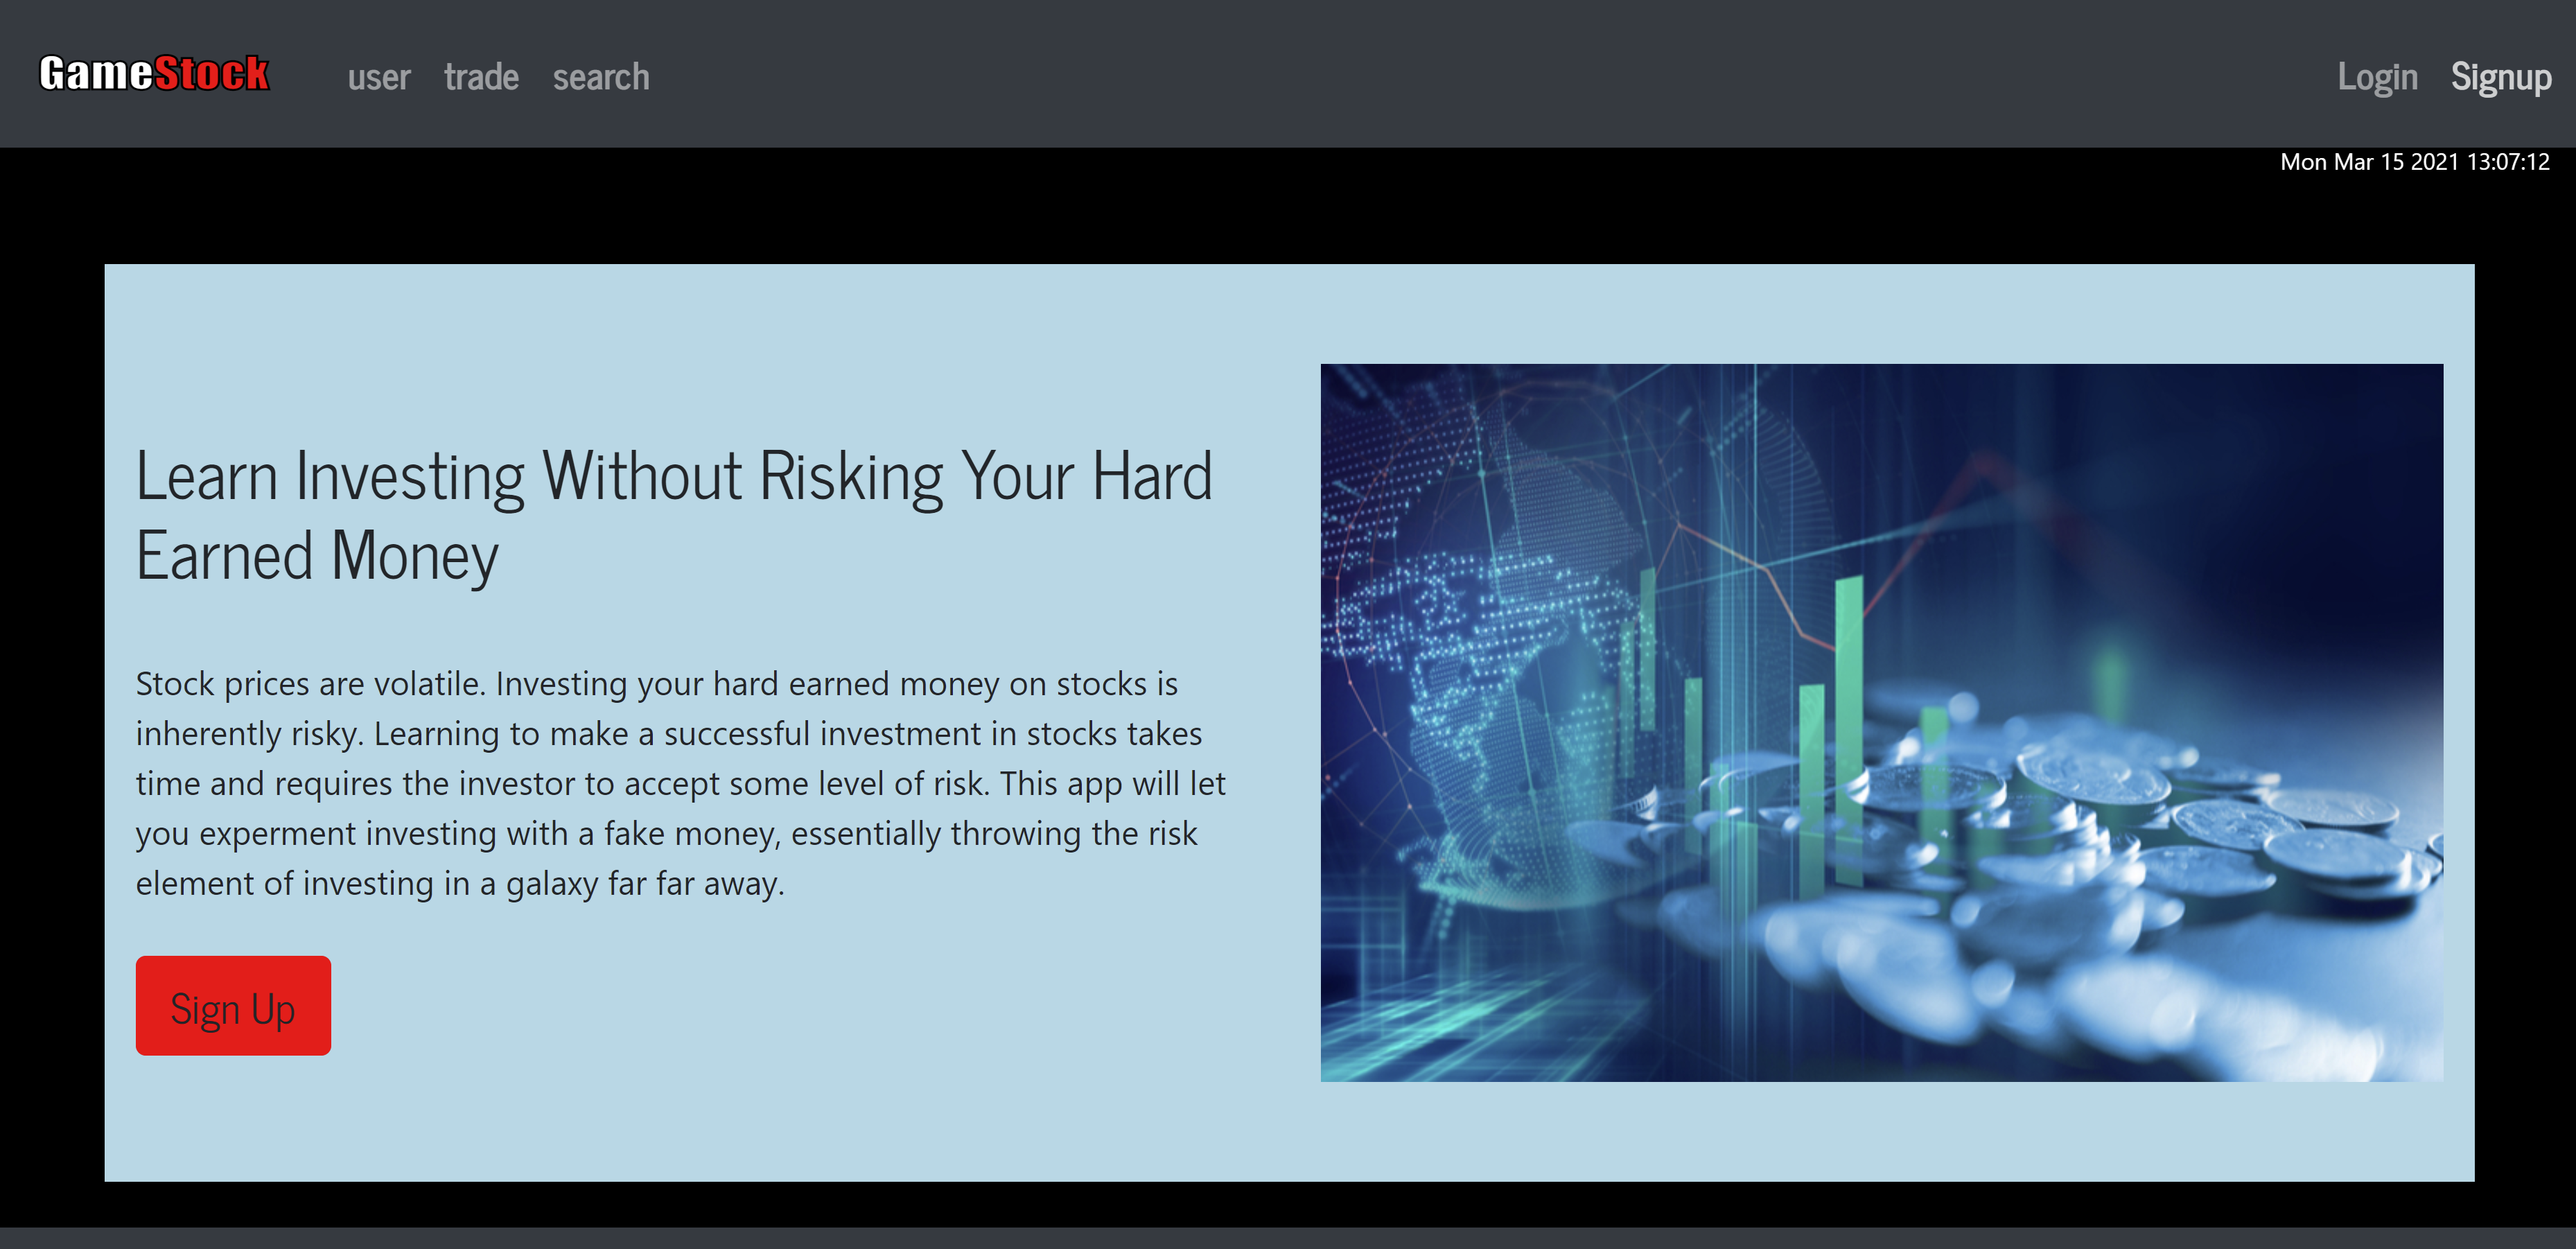 GameStock
user trade search
Login Signup
Mon Mar 15 2021 13:07:12
Learn Investing Without Risking Your Hard
Earned Money
Stock prices are volatile. Investing your hard earned money on stocks is
inherently risky. Learning to make a successful investment in stocks takes
time and requires the investor to accept some level of risk. This app will let
you experment investing with a fake money, essentially throwing the risk
element of investing in a galaxy far far away.
Sign Up